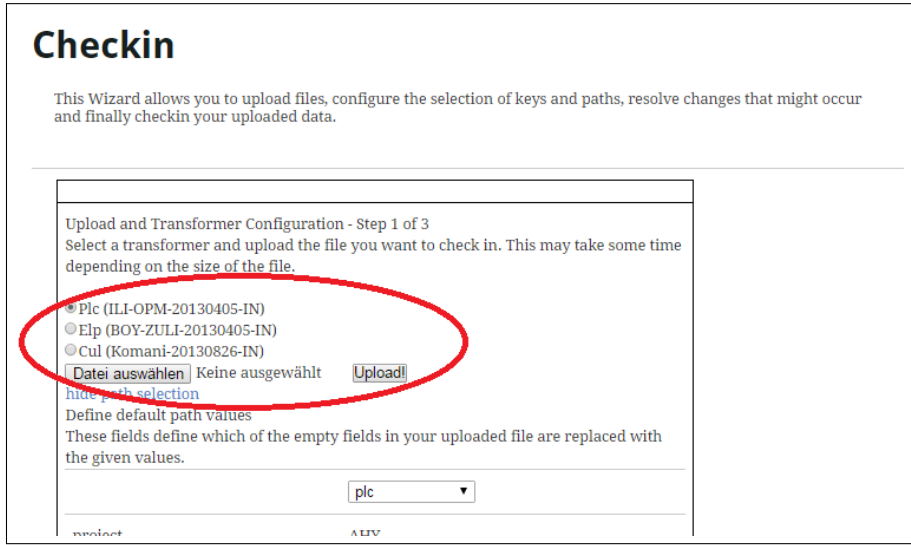 Checkin
This Wizard allows you to upload files, configure the selection of keys and paths, resolve changes that might occur
and finally checkin your uploaded data.
Upload and Transformer Configuration - Step 1 of 3
Select a transformer and upload the file you want to check in. This may take some time
depending on the size of the file.
Plc (ILI-OPM-20130405-IN)
Elp (BOY-ZULI-20130405-IN)
Cul (Komani-20130826-IN)
Datei auswählen Keine ausgewählt Upload!
hide path selection
Define default path values
These fields define which of the empty fields in your uploaded file are replaced with
the given values.
plc
project AHY